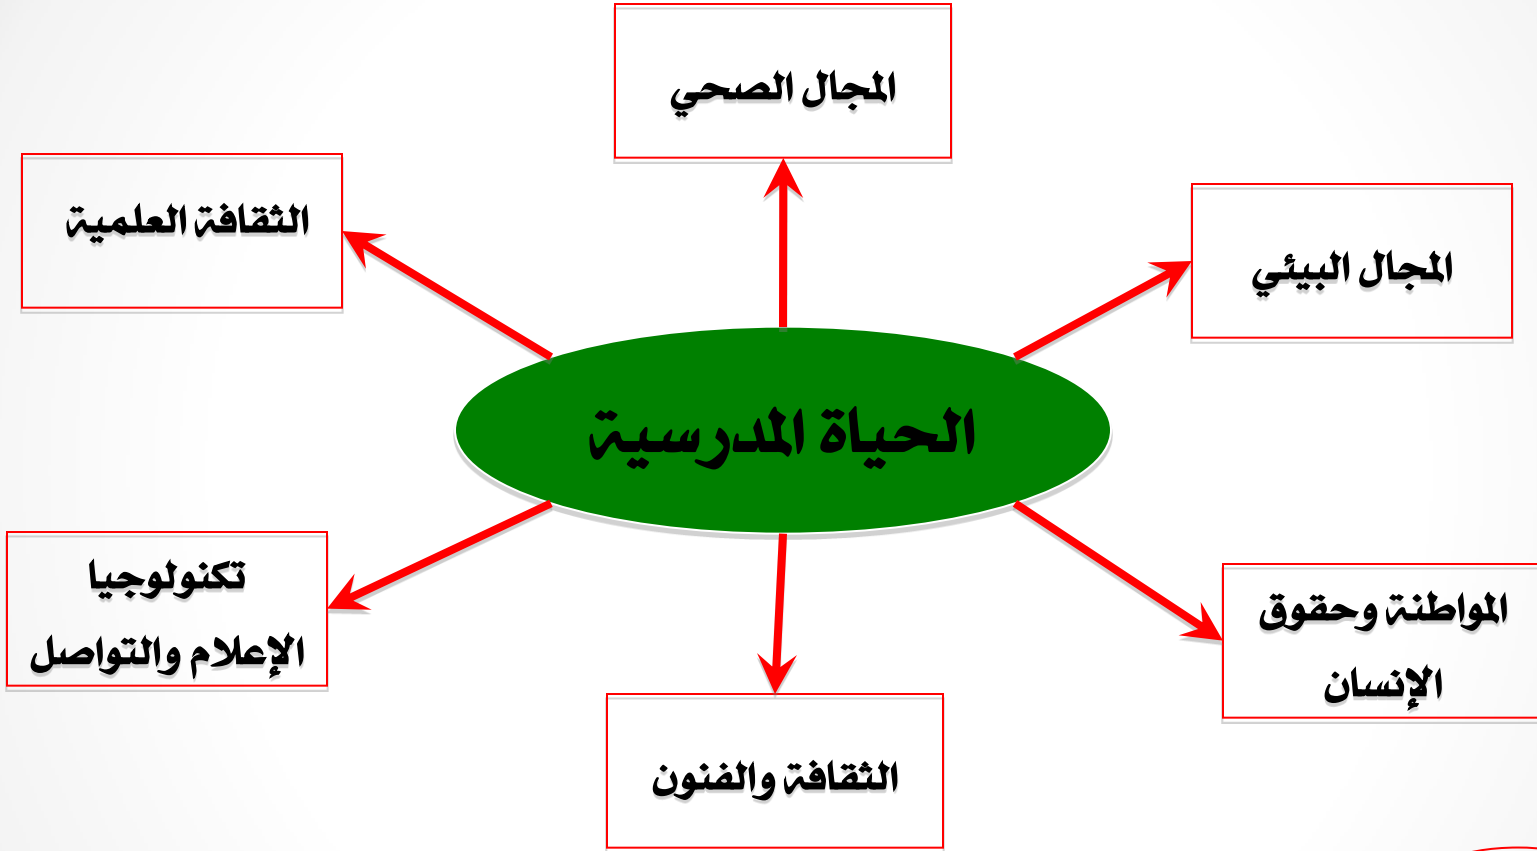 المجال الصحي
الثقافة العلمية
المجال البيئي
الحياة المدرسية
تكنولوجيا
الإعلام والتواصل
المواطنة وحقوق
الإنسان
الثقافة والفنون